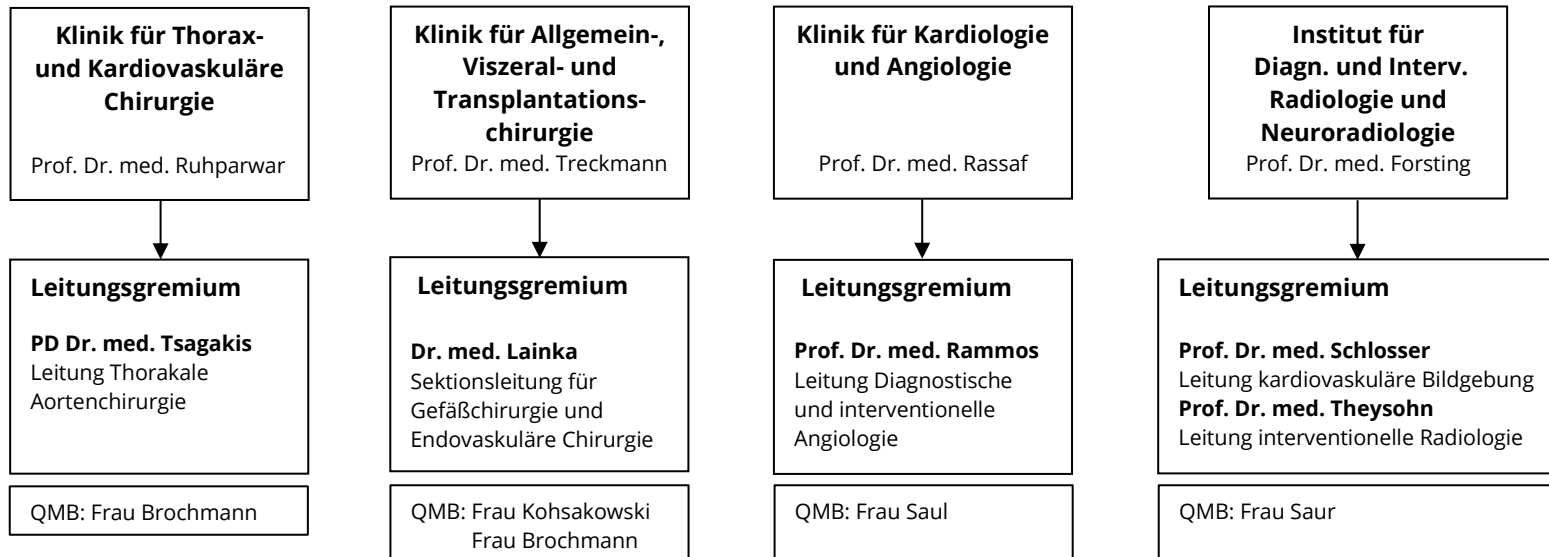 Klinik für Thorax-
und Kardiovaskuläre
Chirurgie
Prof. Dr. med. Ruhparwar
Klinik für Allgemein-,
Viszeral- und
Transplantations-
chirurgie
Prof. Dr. med. Treckmann
Klinik für Kardiologie
und Angiologie
Prof. Dr. med. Rassaf
Institut für
Diagn. und Interv.
Radiologie und
Neuroradiologie
Prof. Dr. med. Forsting
Leitungsgremium
PD Dr. med. Tsagakis
Leitung Thorakale
Aortenchirurgie
Leitungsgremium
Dr. med. Lainka
Sektionsleitung für
Gefäßchirurgie und
Endovaskuläre Chirurgie
Leitungsgremium
Prof. Dr. med. Rammos
Leitung Diagnostische
und interventionelle
Angiologie
Leitungsgremium
Prof. Dr. med. Schlosser
Leitung kardiovaskuläre Bildgebung
Prof. Dr. med. Theysohn
Leitung interventionelle Radiologie
QMB: Frau Brochmann
QMB: Frau Kohsakowski
Frau Brochmann
QMB: Frau Saul
QMB: Frau Saur